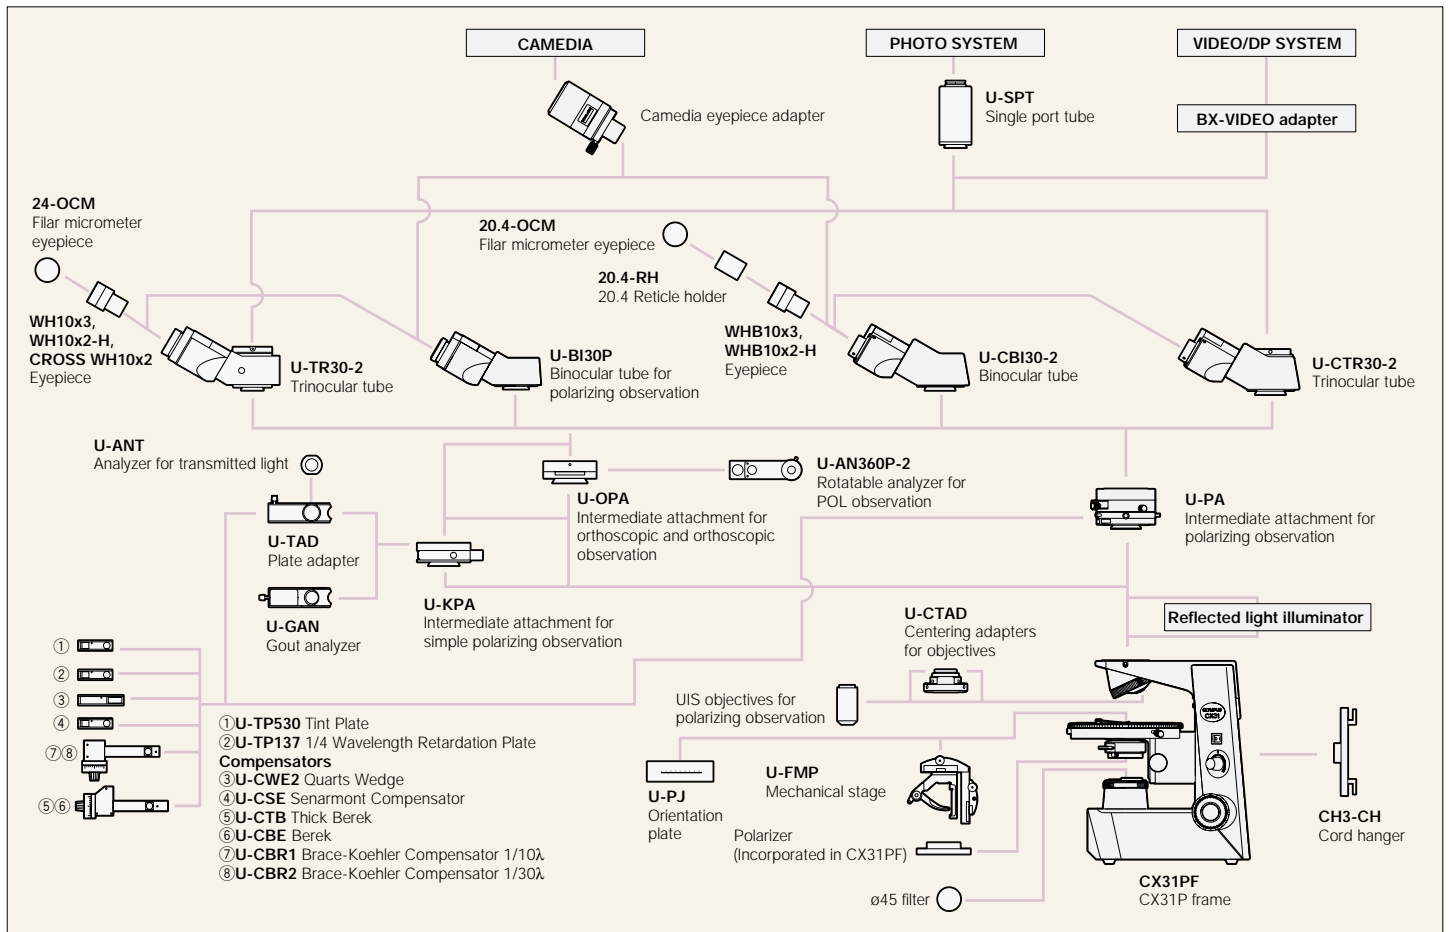 CAMEDIA
PHOTO SYSTEM
VIDEO/DP SYSTEM
Camedia eyepiece adapter
U-SPT
Single port tube
BX-VIDEO adapter
24-OCM
Filar micrometer
eyepiece
20.4-OCM
Filar micrometer eyepiece
20.4-RH
20.4 Reticle holder
WH10x3,
WH10x2-H,
CROSS WH10x2
Eyepiece
U-TR30-2
Trinocular tube
U-BI30P
Binocular tube for
polarizing observation
WHB10x3,
WHB10x2-H
Eyepiece
U-CBI30-2
Binocular tube
U-CTR30-2
Trinocular tube
U-ANT
Analyzer for transmitted light
U-TAD
Plate adapter
U-GAN
Gout analyzer
U-OPA
Intermediate attachment for
orthoscopic and orthoscopic
observation
U-AN360P-2
Rotatable analyzer for
POL observation
U-PA
Intermediate attachment for
polarizing observation
U-KPA
Intermediate attachment for
simple polarizing observation
U-CTAD
Centering adapters
for objectives
Reflected light illuminator
UIS objectives for
polarizing observation
①
②
③
④
⑦⑧
⑤⑥
①U-TP530 Tint Plate
②U-TP137 1/4 Wavelength Retardation Plate
Compensators
③U-CWE2 Quarts Wedge
④U-CSE Senarmont Compensator
⑤U-CTB Thick Berek
⑥U-CBE Berek
⑦U-CBR1 Brace-Koehler Compensator 1/10λ
⑧U-CBR2 Brace-Koehler Compensator 1/30λ
U-PJ
Orientation
plate
U-FMP
Mechanical stage
Polarizer
(Incorporated in CX31PF)
ø45 filter
OLYMPUS
CX31
CX31PF
CX31P frame
CH3-CH
Cord hanger